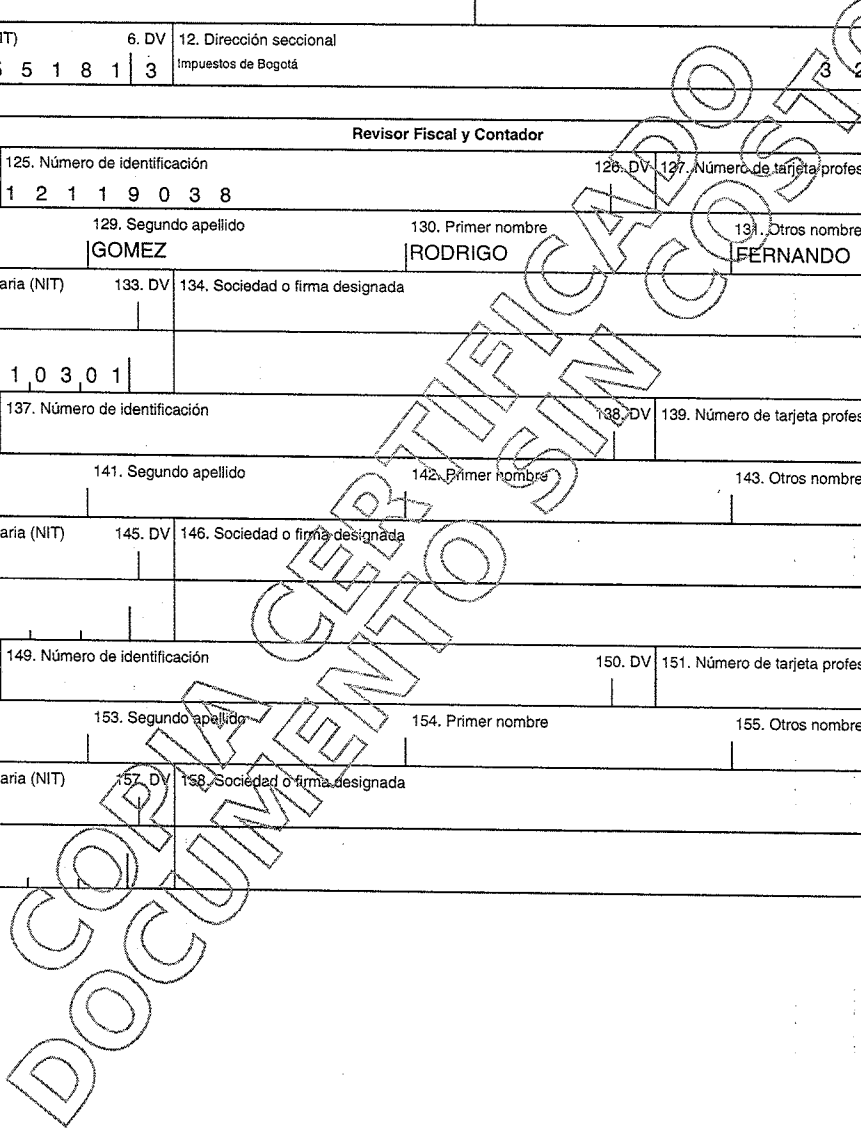 6. DV 12. Dirección seccional
5 1 8 1 3 Impuestos de Bogotá 3 2
Revisor Fiscal y Contador
125. Número de identificación 126. DV 127. Número de tarjeta
1 2 1 1 9 0 3 8
129. Segundo apellido 130. Primer nombre 131. Otros nombre
GOMEZ RODRIGO FERNANDO
aria (NIT) 133. DV 134. Sociedad o firma designada
1 0 3 0 1
137. Número de identificación 138. DV 139. Número de tarjeta profes
141. Segundo apellido 142. Primer nombre 143. Otros nombre
aria (NIT) 145. DV 146. Sociedad o firma designada
149. Número de identificación 150. DV 151. Número de tarjeta profes
153. Segundo apellido 154. Primer nombre 155. Otros nombre
aria (NIT) 157. DV 158. Sociedad o firma designada
COPIA CERTIFICADO
DOCUMENTO SIN COSTO